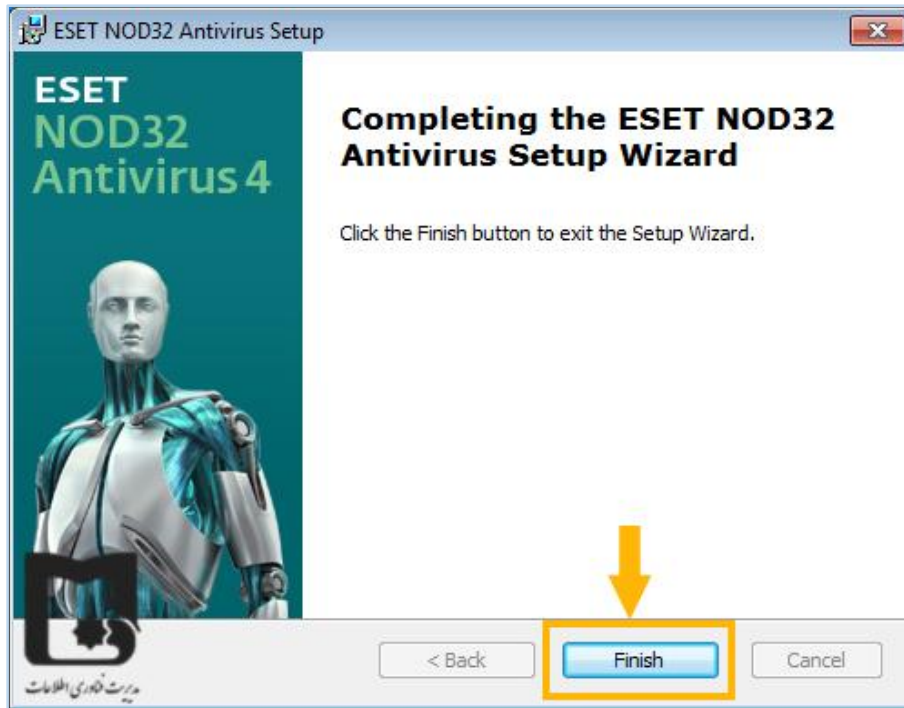 ESET NOD32 Antivirus Setup
ESET
NOD32
Antivirus 4
Completing the ESET NOD32
Antivirus Setup Wizard
Click the Finish button to exit the Setup Wizard.
< Back
Finish
Cancel
مدیریت فناوری اطلاعات